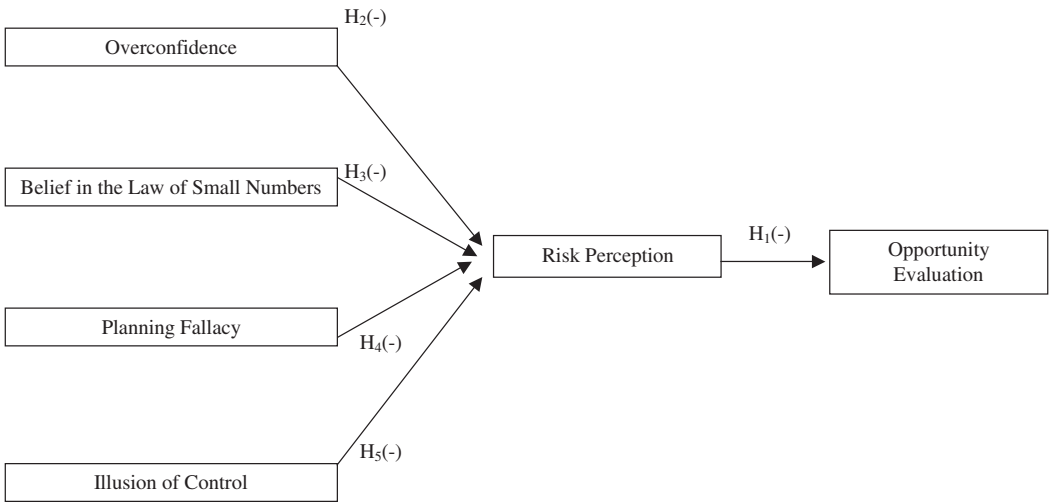 H₂(-)
Overconfidence
H₃(-)
Belief in the Law of Small Numbers
H₁(-)
Risk Perception
Opportunity
Evaluation
Planning Fallacy
H₄(-)
H₅(-)
Illusion of Control